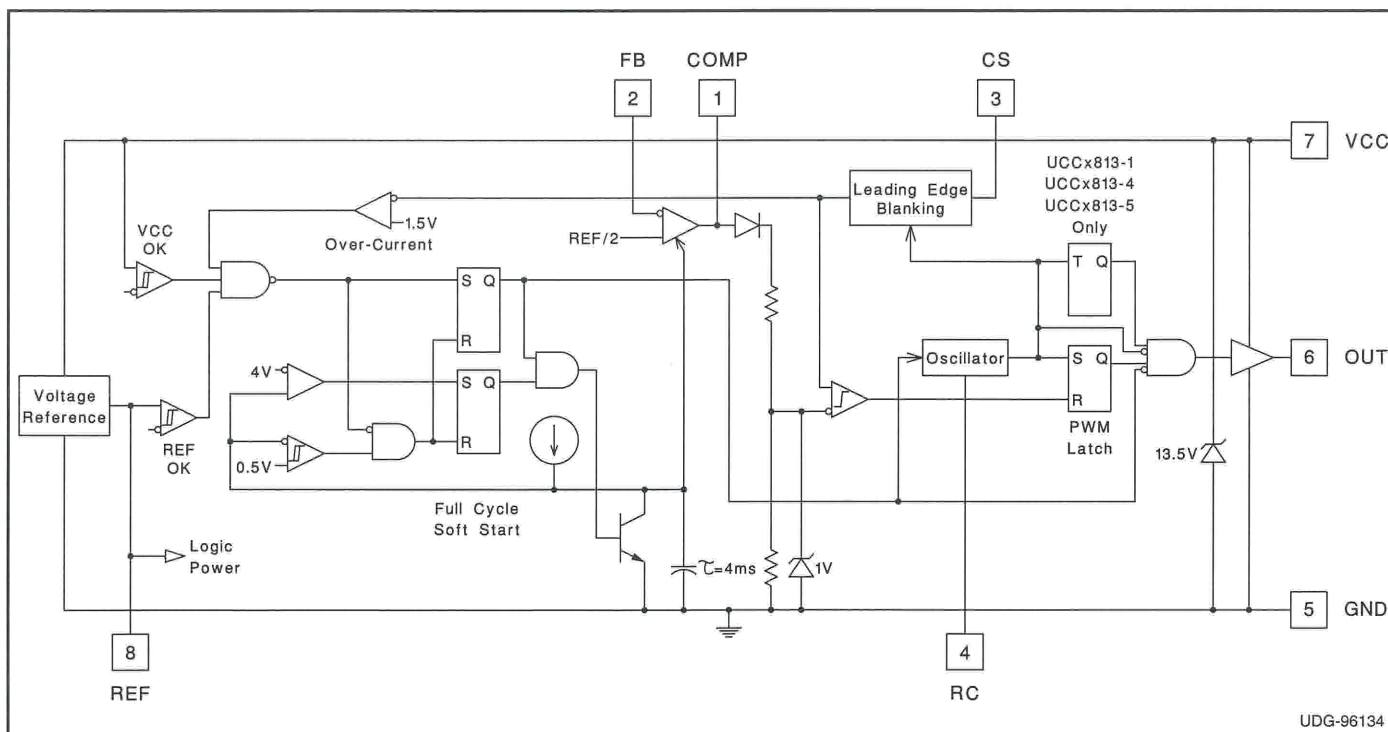 FB COMP CS
2 1 3
7 VCC
UCCx813-1
UCCx813-4
UCCx813-5
Only
Leading Edge
Blanking
1.5V
Over-Current
VCC
OK
REF/2
T Q
S Q
R
4V
S Q
R
0.5V
REF
OK
Voltage
Reference
Oscillator
S Q
R
PWM
Latch
6 OUT
13.5V
Full Cycle
Soft Start
Logic
Power
τ=4ms
1V
5 GND
8
REF
4
RC
UDG-96134